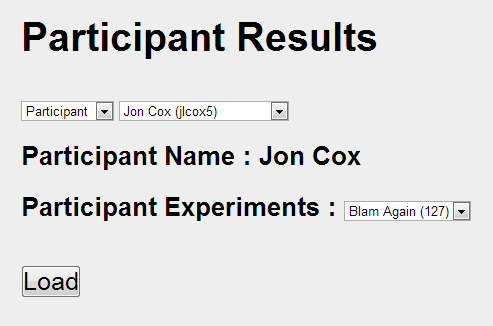 Participant Results
Participant Jon Cox (jlcox5)
Participant Name : Jon Cox
Participant Experiments : Blam Again (127)
Load